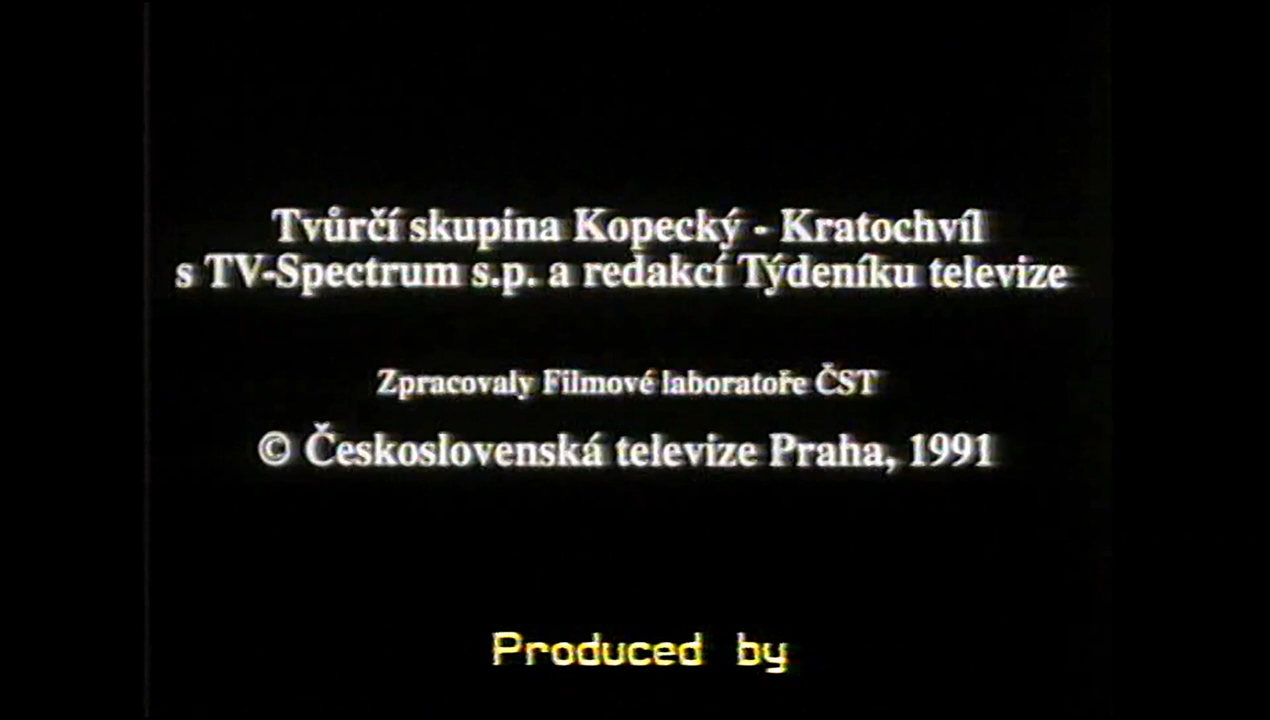 Tvůrčí skupina Kopecký - Kratochvíl
s TV-Spectrum s.p. a redakcí Týdeníku televize
Zpracovaly Filmové laboratoře ČST
© Československá televize Praha, 1991
Produced by